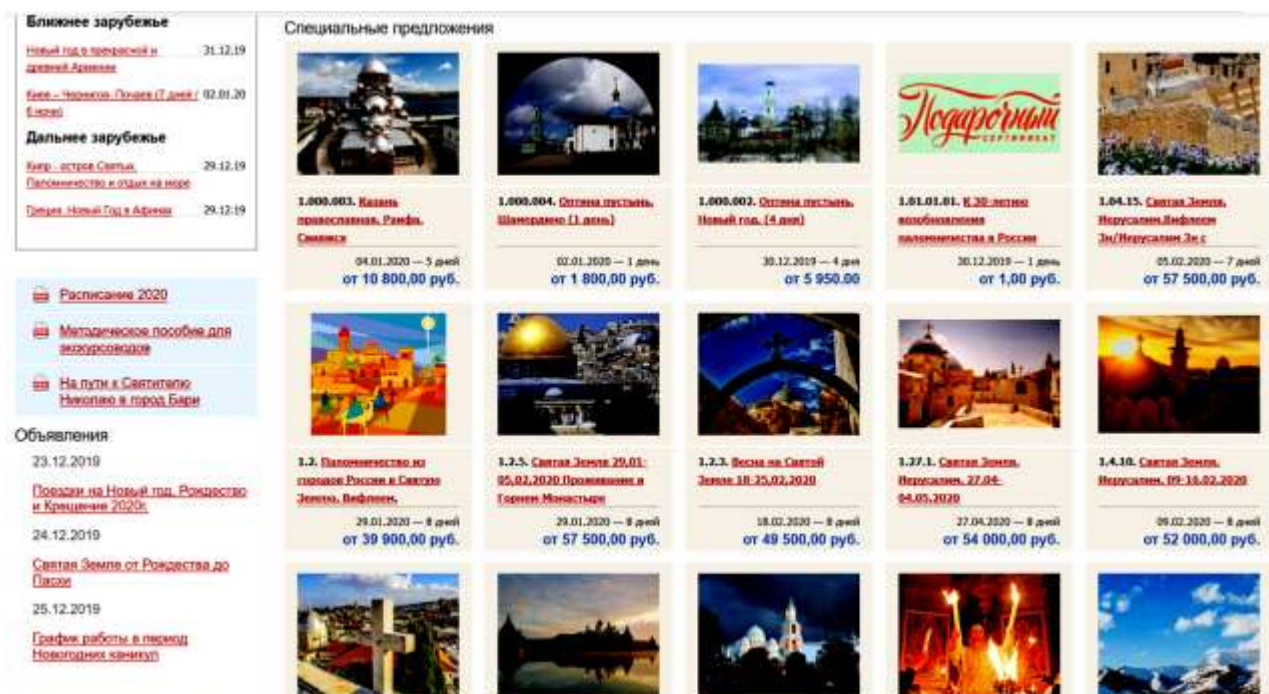 Ближнее зарубежье
Новый год в прекрасной и 31.12.19
древней Армении
Киев – Чернигов- Почаев (7 дней / 02.01.20
6 ночи)
Дальнее зарубежье
Кипр - остров Святых. 29.12.19
Паломничество и отдых на море
Греция. Новый Год в Афинах 29.12.19
Расписание 2020
Методическое пособие для
экскурсоводов
На пути к Святителю
Николаю в город Бари
Объявления
23.12.2019
Поездки на Новый год, Рождество
и Крещение 2020г.
24.12.2019
Святая Земле от Рождества до
Пасхи
25.12.2019
График работы в период
Новогодних каникул
Специальные предложения
Подарочный
СЕРТИФИКАТ
1.000.003. Казань
православная, Раифа,
Свияжск
04.01.2020 — 5 дней
от 10 800,00 руб.
1.000.004. Оптина пустынь,
Шамордино (1 день)
02.01.2020 — 1 день
от 1 800,00 руб.
1.000.002. Оптина пустынь,
Новый год, (4 дня)
30.12.2019 — 4 дня
от 5 950.00
1.01.01.01. К 30-летию
возобновления
паломничества в России
30.12.2019 — 1 день
от 1,00 руб.
1.04.15. Святая Земля,
Иерусалим,Вифлеем
3н/Иерусалим 3н с
05.02.2020 — 7 дней
от 57 500,00 руб.
1.2. Паломничество из
городов России в Святую
Землю, Вифлеем,
29.01.2020 — 8 дней
от 39 900,00 руб.
1.2.5. Святая Земля 29,01-
05,02,2020 Проживание в
Горнем Монастыре
29.01.2020 — 8 дней
от 57 500,00 руб.
1.2.3. Весна на Святой
Земле 18-25,02,2020
18.02.2020 — 8 дней
от 49 500,00 руб.
1.27.1. Святая Земля,
Иерусалим, 27.04-
04.05.2020
27.04.2020 — 8 дней
от 54 000,00 руб.
1.4.10. Святая Земля,
Иерусалим, 09-16.02.2020
09.02.2020 — 8 дней
от 52 000,00 руб.